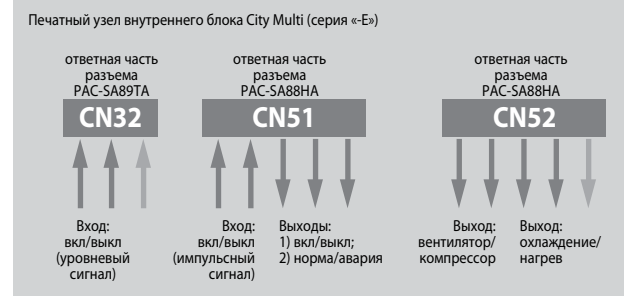 Печатный узел внутреннего блока City Multi (серия «-E»)
ответная часть
разъема
PAC-SA89TA
CN32
Вход:
вкл/выкл
(уровневый
сигнал)
ответная часть
разъема
PAC-SA88HA
CN51
Вход:
вкл/выкл
(импульсный
сигнал)
Выходы:
1) вкл/выкл;
2) норма/авария
ответная часть
разъема
PAC-SA88HA
CN52
Выход:
вентилятор/
компрессор
Выход:
охлаждение/
нагрев